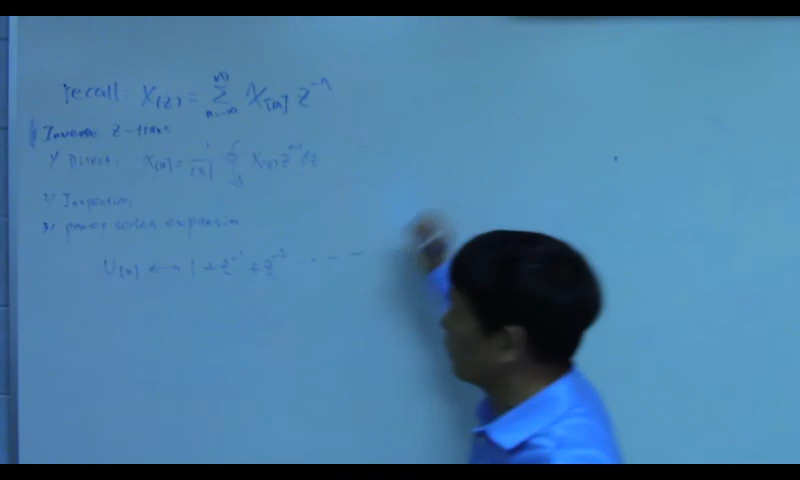 recall: X(z) = ∑_{n=-∞}^{∞} X[n] z^{-n}
Inverse Z-trans
1/ Direct: X[n] = 1/(2πj) ∮ X(z) z^{n-1} dz
2/ Inspection
3/ power series expansion
U[n] ⟷ 1 + z^{-1} + z^{-2} - - - -